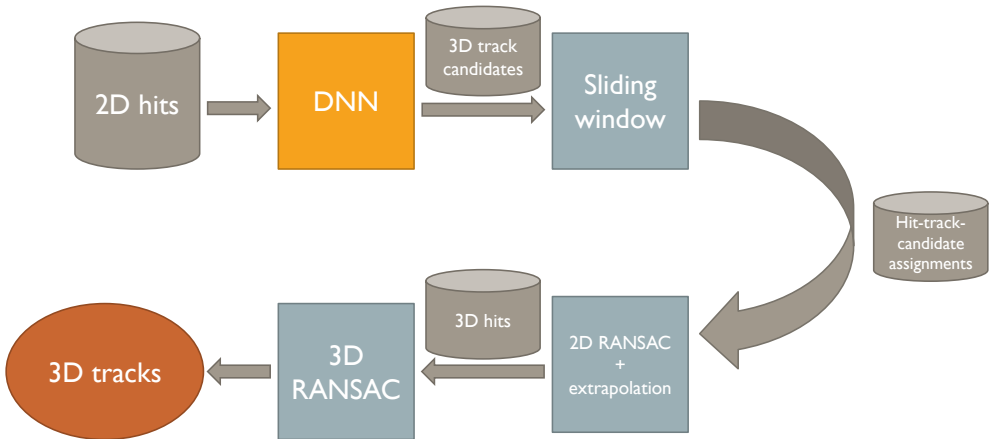 2D hits
DNN
3D track
candidates
Sliding
window
Hit-track-
candidate
assignments
2D RANSAC
+
extrapolation
3D hits
3D
RANSAC
3D tracks